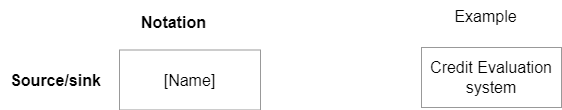 Notation
Example
Source/sink
[Name]
Credit Evaluation
system